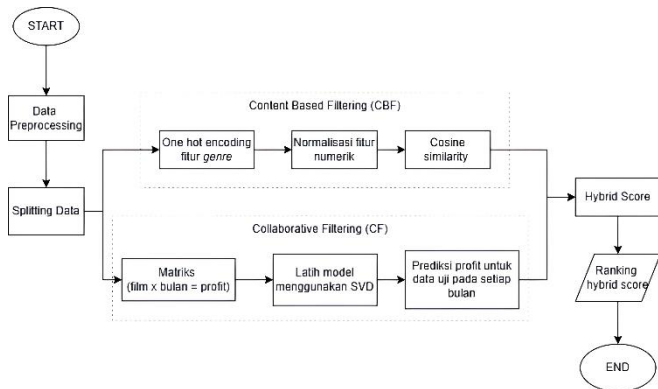 START
Data
Preprocessing
Splitting Data
Content Based Filtering (CBF)
One hot encoding
fitur genre
Normalisasi fitur
numerik
Cosine
similarity
Collaborative Filtering (CF)
Matriks
(film x bulan = profit)
Latih model
menggunakan SVD
Prediksi profit untuk
data uji pada setiap
bulan
Hybrid Score
Ranking
hybrid score
END